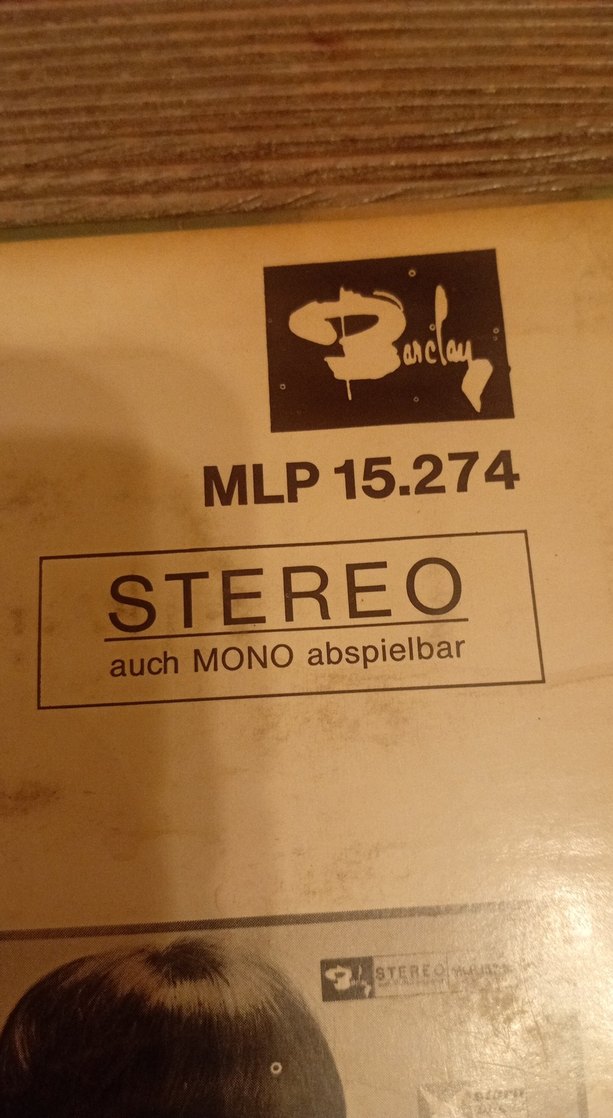 Barclay
MLP 15.274
STEREO
auch MONO abspielbar
STEREO